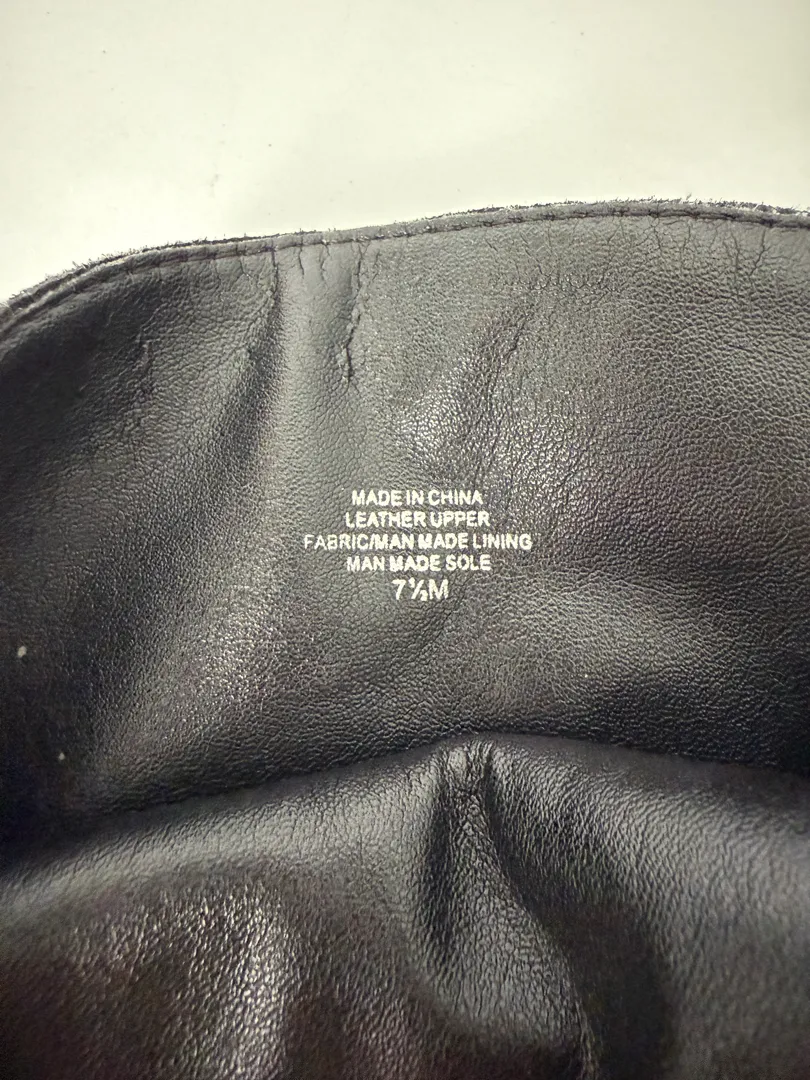 MADE IN CHINA
LEATHER UPPER
FABRIC/MAN MADE LINING
MAN MADE SOLE
7½M